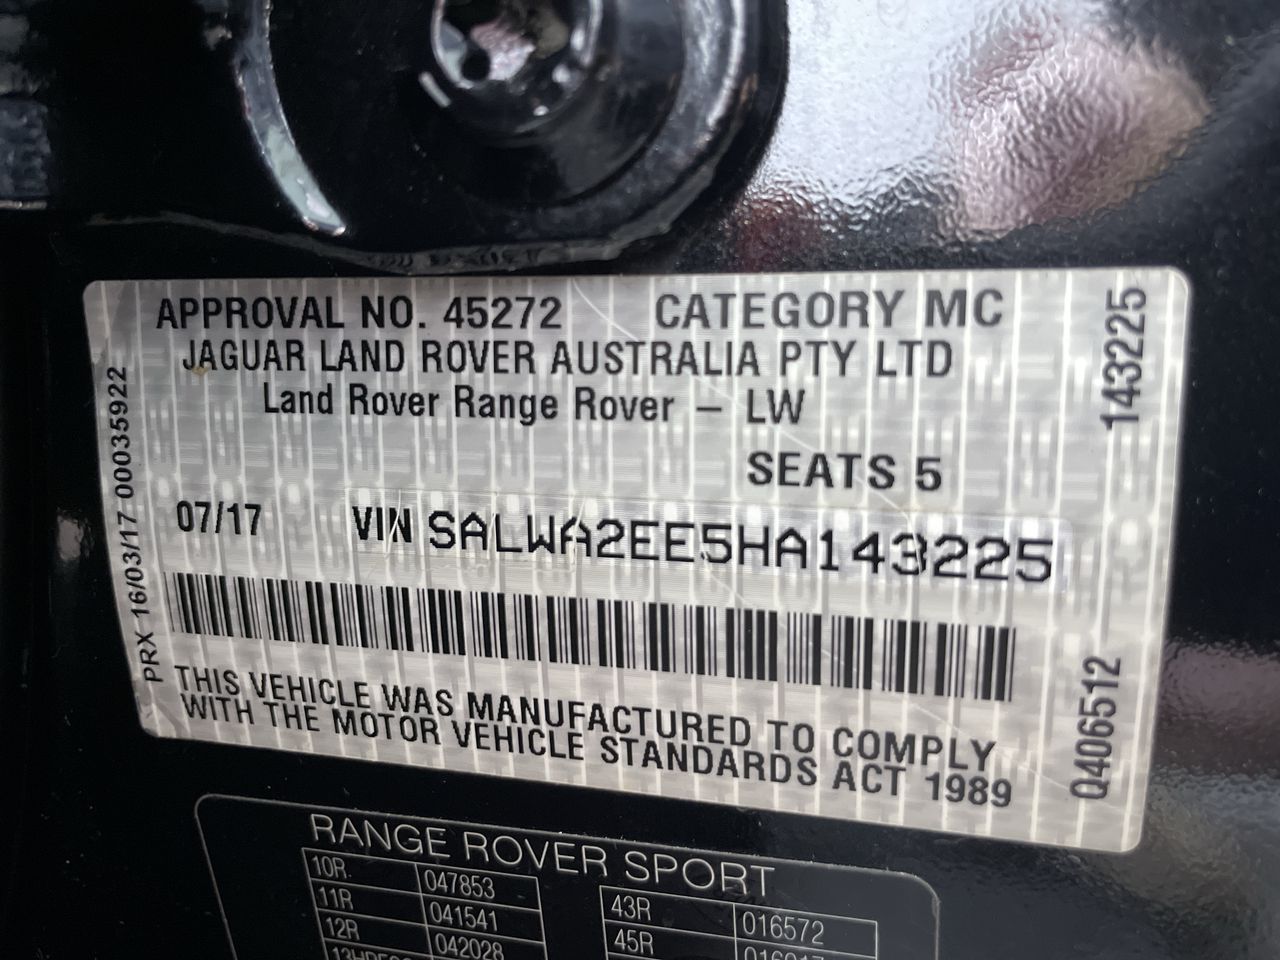 APPROVAL NO. 45272 CATEGORY MC
JAGUAR LAND ROVER AUSTRALIA PTY LTD
Land Rover Range Rover – LW
SEATS 5
07/17 VIN SALWA2EE5HA143225
THIS VEHICLE WAS MANUFACTURED TO COMPLY
WITH THE MOTOR VEHICLE STANDARDS ACT 1989
PRX 16/03/17 00035922
143225
Q406512
RANGE ROVER SPORT
10R 047853
11R 041541
12R 042028
43R 016572
45R